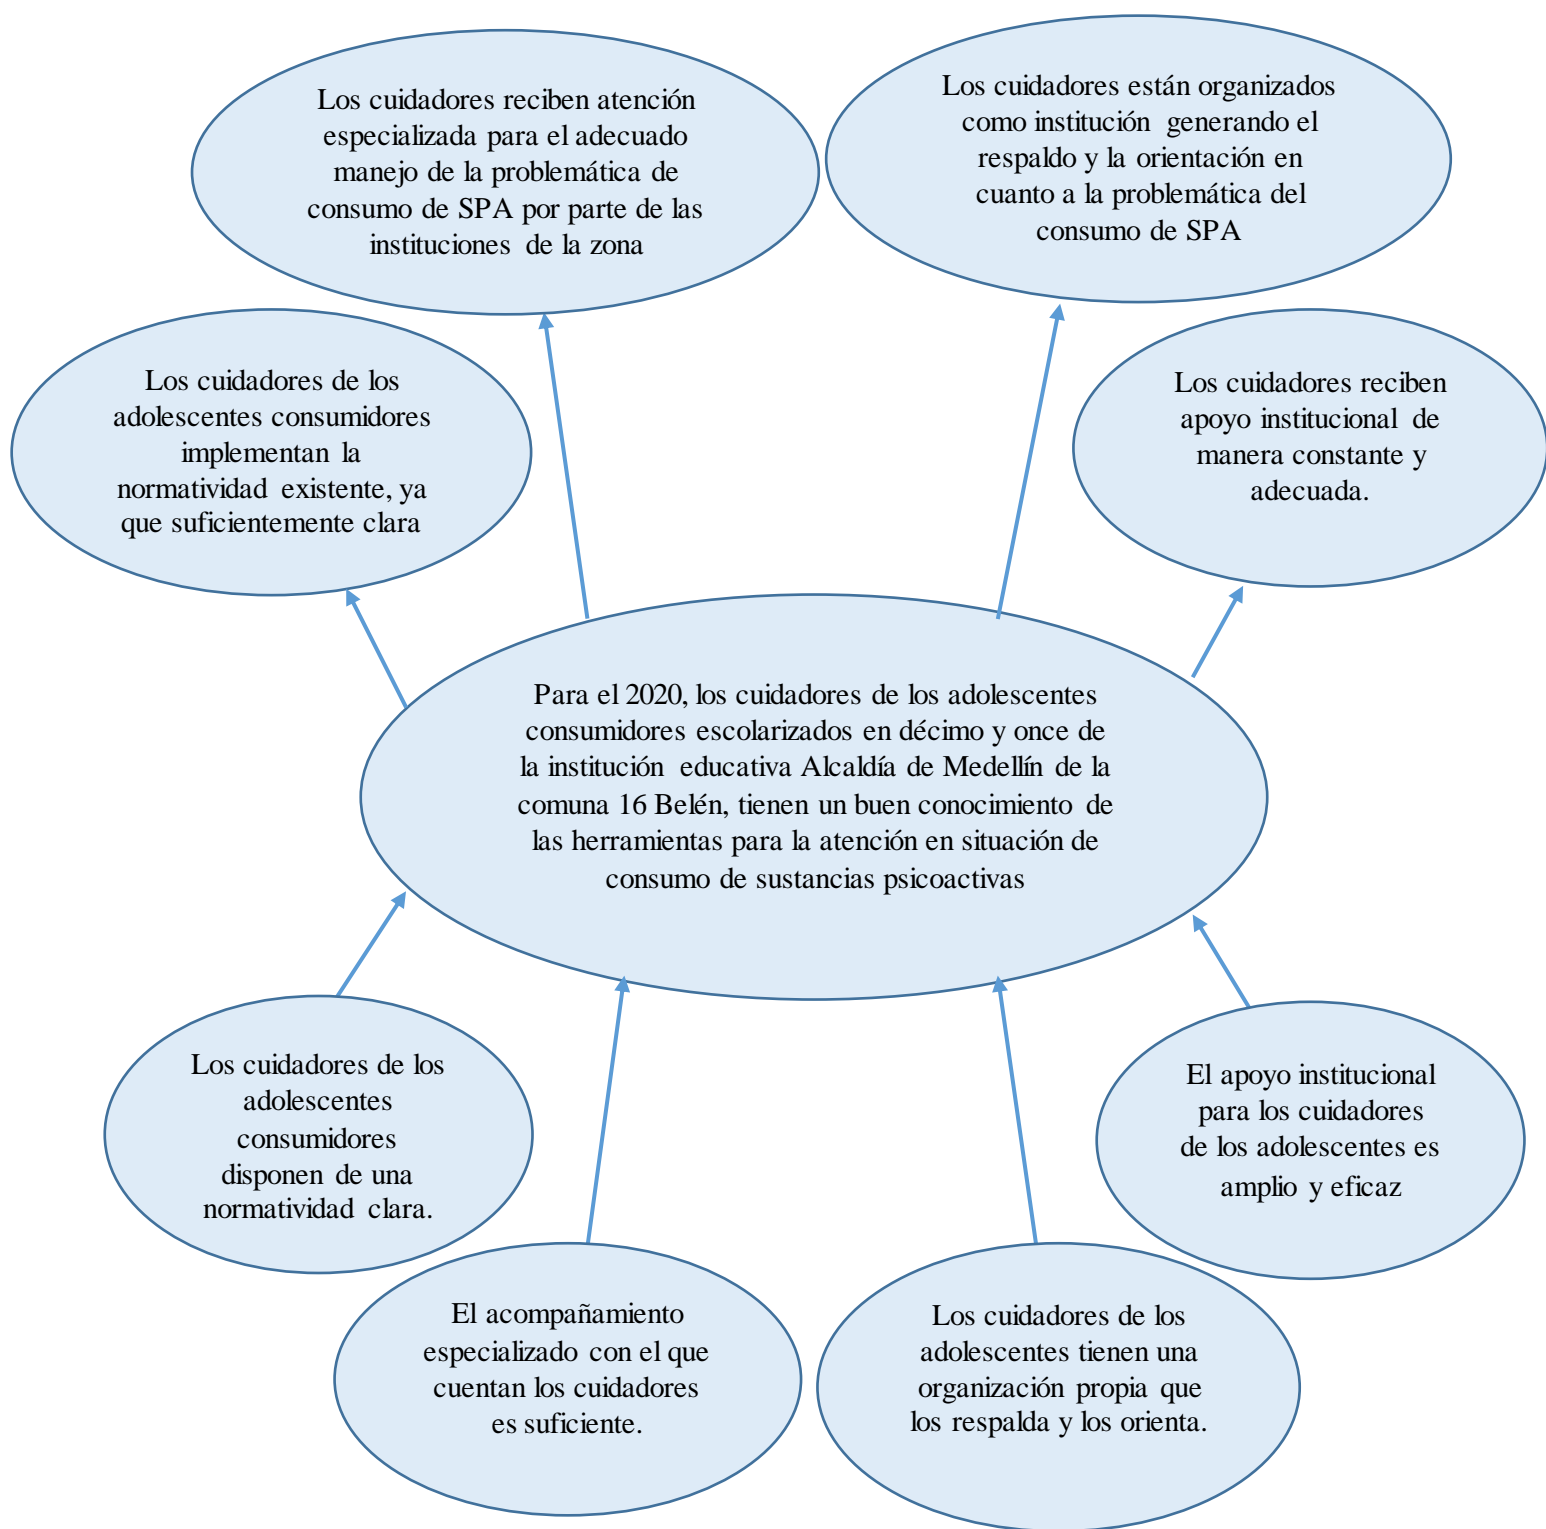 Los cuidadores reciben atención
especializada para el adecuado
manejo de la problemática de
consumo de SPA por parte de las
instituciones de la zona
Los cuidadores están organizados
como institución generando el
respaldo y la orientación en
cuanto a la problemática del
consumo de SPA
Los cuidadores de los
adolescentes consumidores
implementan la
normatividad existente, ya
que suficientemente clara
Los cuidadores reciben
apoyo institucional de
manera constante y
adecuada.
Para el 2020, los cuidadores de los adolescentes
consumidores escolarizados en décimo y once de
la institución educativa Alcaldía de Medellín de la
comuna 16 Belén, tienen un buen conocimiento de
las herramientas para la atención en situación de
consumo de sustancias psicoactivas
Los cuidadores de los
adolescentes
consumidores
disponen de una
normatividad clara.
El apoyo institucional
para los cuidadores
de los adolescentes es
amplio y eficaz
El acompañamiento
especializado con el que
cuentan los cuidadores
es suficiente.
Los cuidadores de los
adolescentes tienen una
organización propia que
los respalda y los orienta.